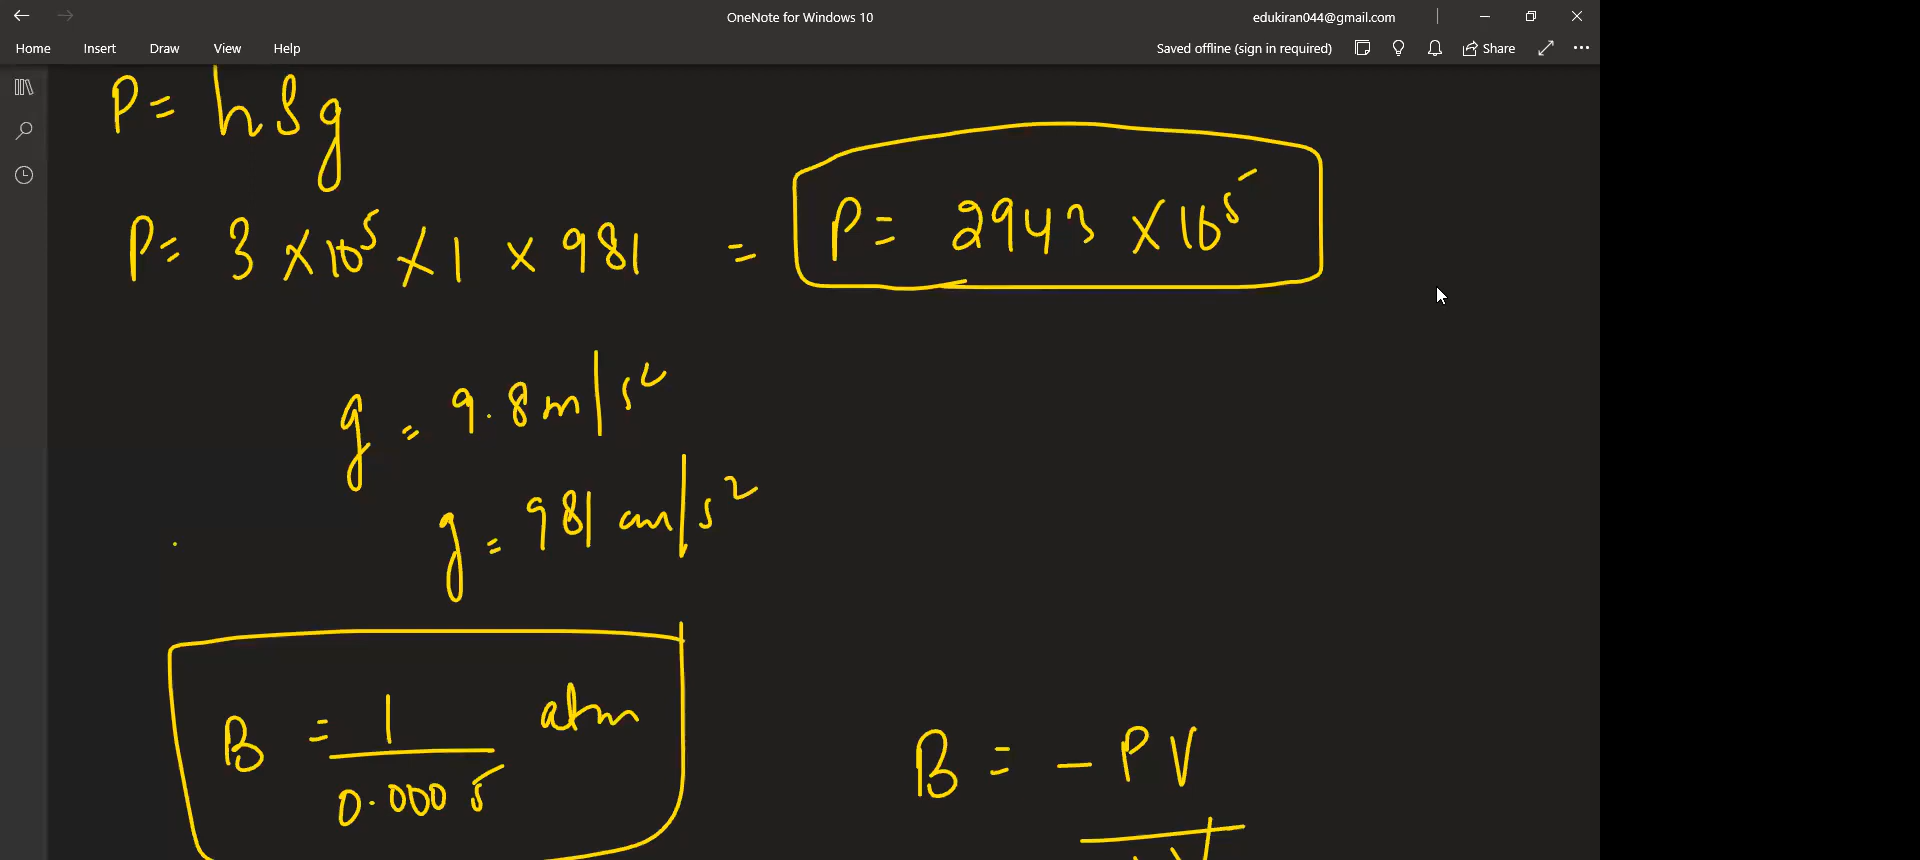 OneNote for Windows 10
edukiran044@gmail.com
Home Insert Draw View Help
Saved offline (sign in required) Share
P = hρg
P = 3 × 10⁵ × 1 × 981 = P = 2943 × 10⁵
g = 9.8 m/s²
g = 981 cm/s²
B = 1/0.0005 atm
B = - PV